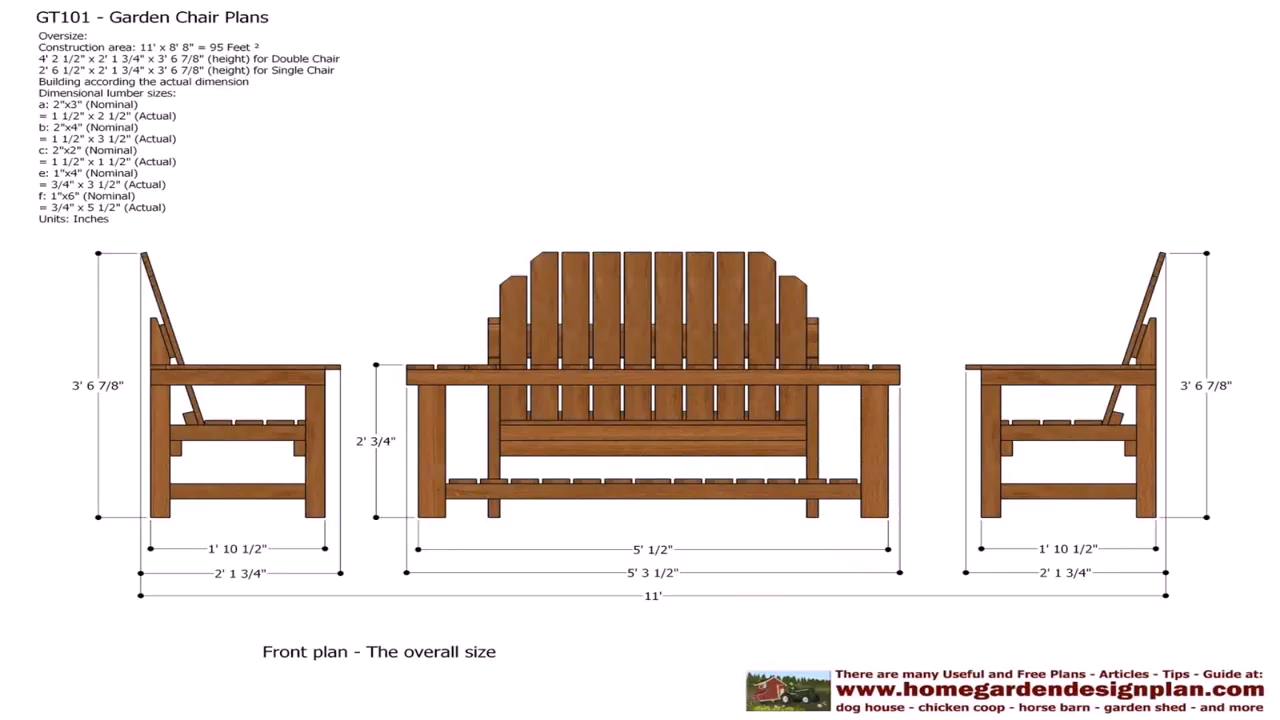 GT101 - Garden Chair Plans
Oversize:
Construction area: 11' x 8' 8" = 95 Feet ²
4' 2 1/2" x 2' 1 3/4" x 3' 6 7/8" (height) for Double Chair
2' 6 1/2" x 2' 1 3/4" x 3' 6 7/8" (height) for Single Chair
Building according the actual dimension
Dimensional lumber sizes:
a: 2"x3" (Nominal)
= 1 1/2" x 2 1/2" (Actual)
b: 2"x4" (Nominal)
= 1 1/2" x 3 1/2" (Actual)
c: 2"x2" (Nominal)
= 1 1/2" x 1 1/2" (Actual)
e: 1"x4" (Nominal)
= 3/4" x 3 1/2" (Actual)
f: 1"x6" (Nominal)
= 3/4" x 5 1/2" (Actual)
Units: Inches
3' 6 7/8"
3' 6 7/8"
2' 3/4"
1' 10 1/2"
5' 1/2"
1' 10 1/2"
2' 1 3/4"
5' 3 1/2"
2' 1 3/4"
11'
Front plan - The overall size
There are many Useful and Free Plans - Articles - Tips - Guide at:
www.homegardendesignplan.com
dog house - chicken coop - horse barn - garden shed - and more